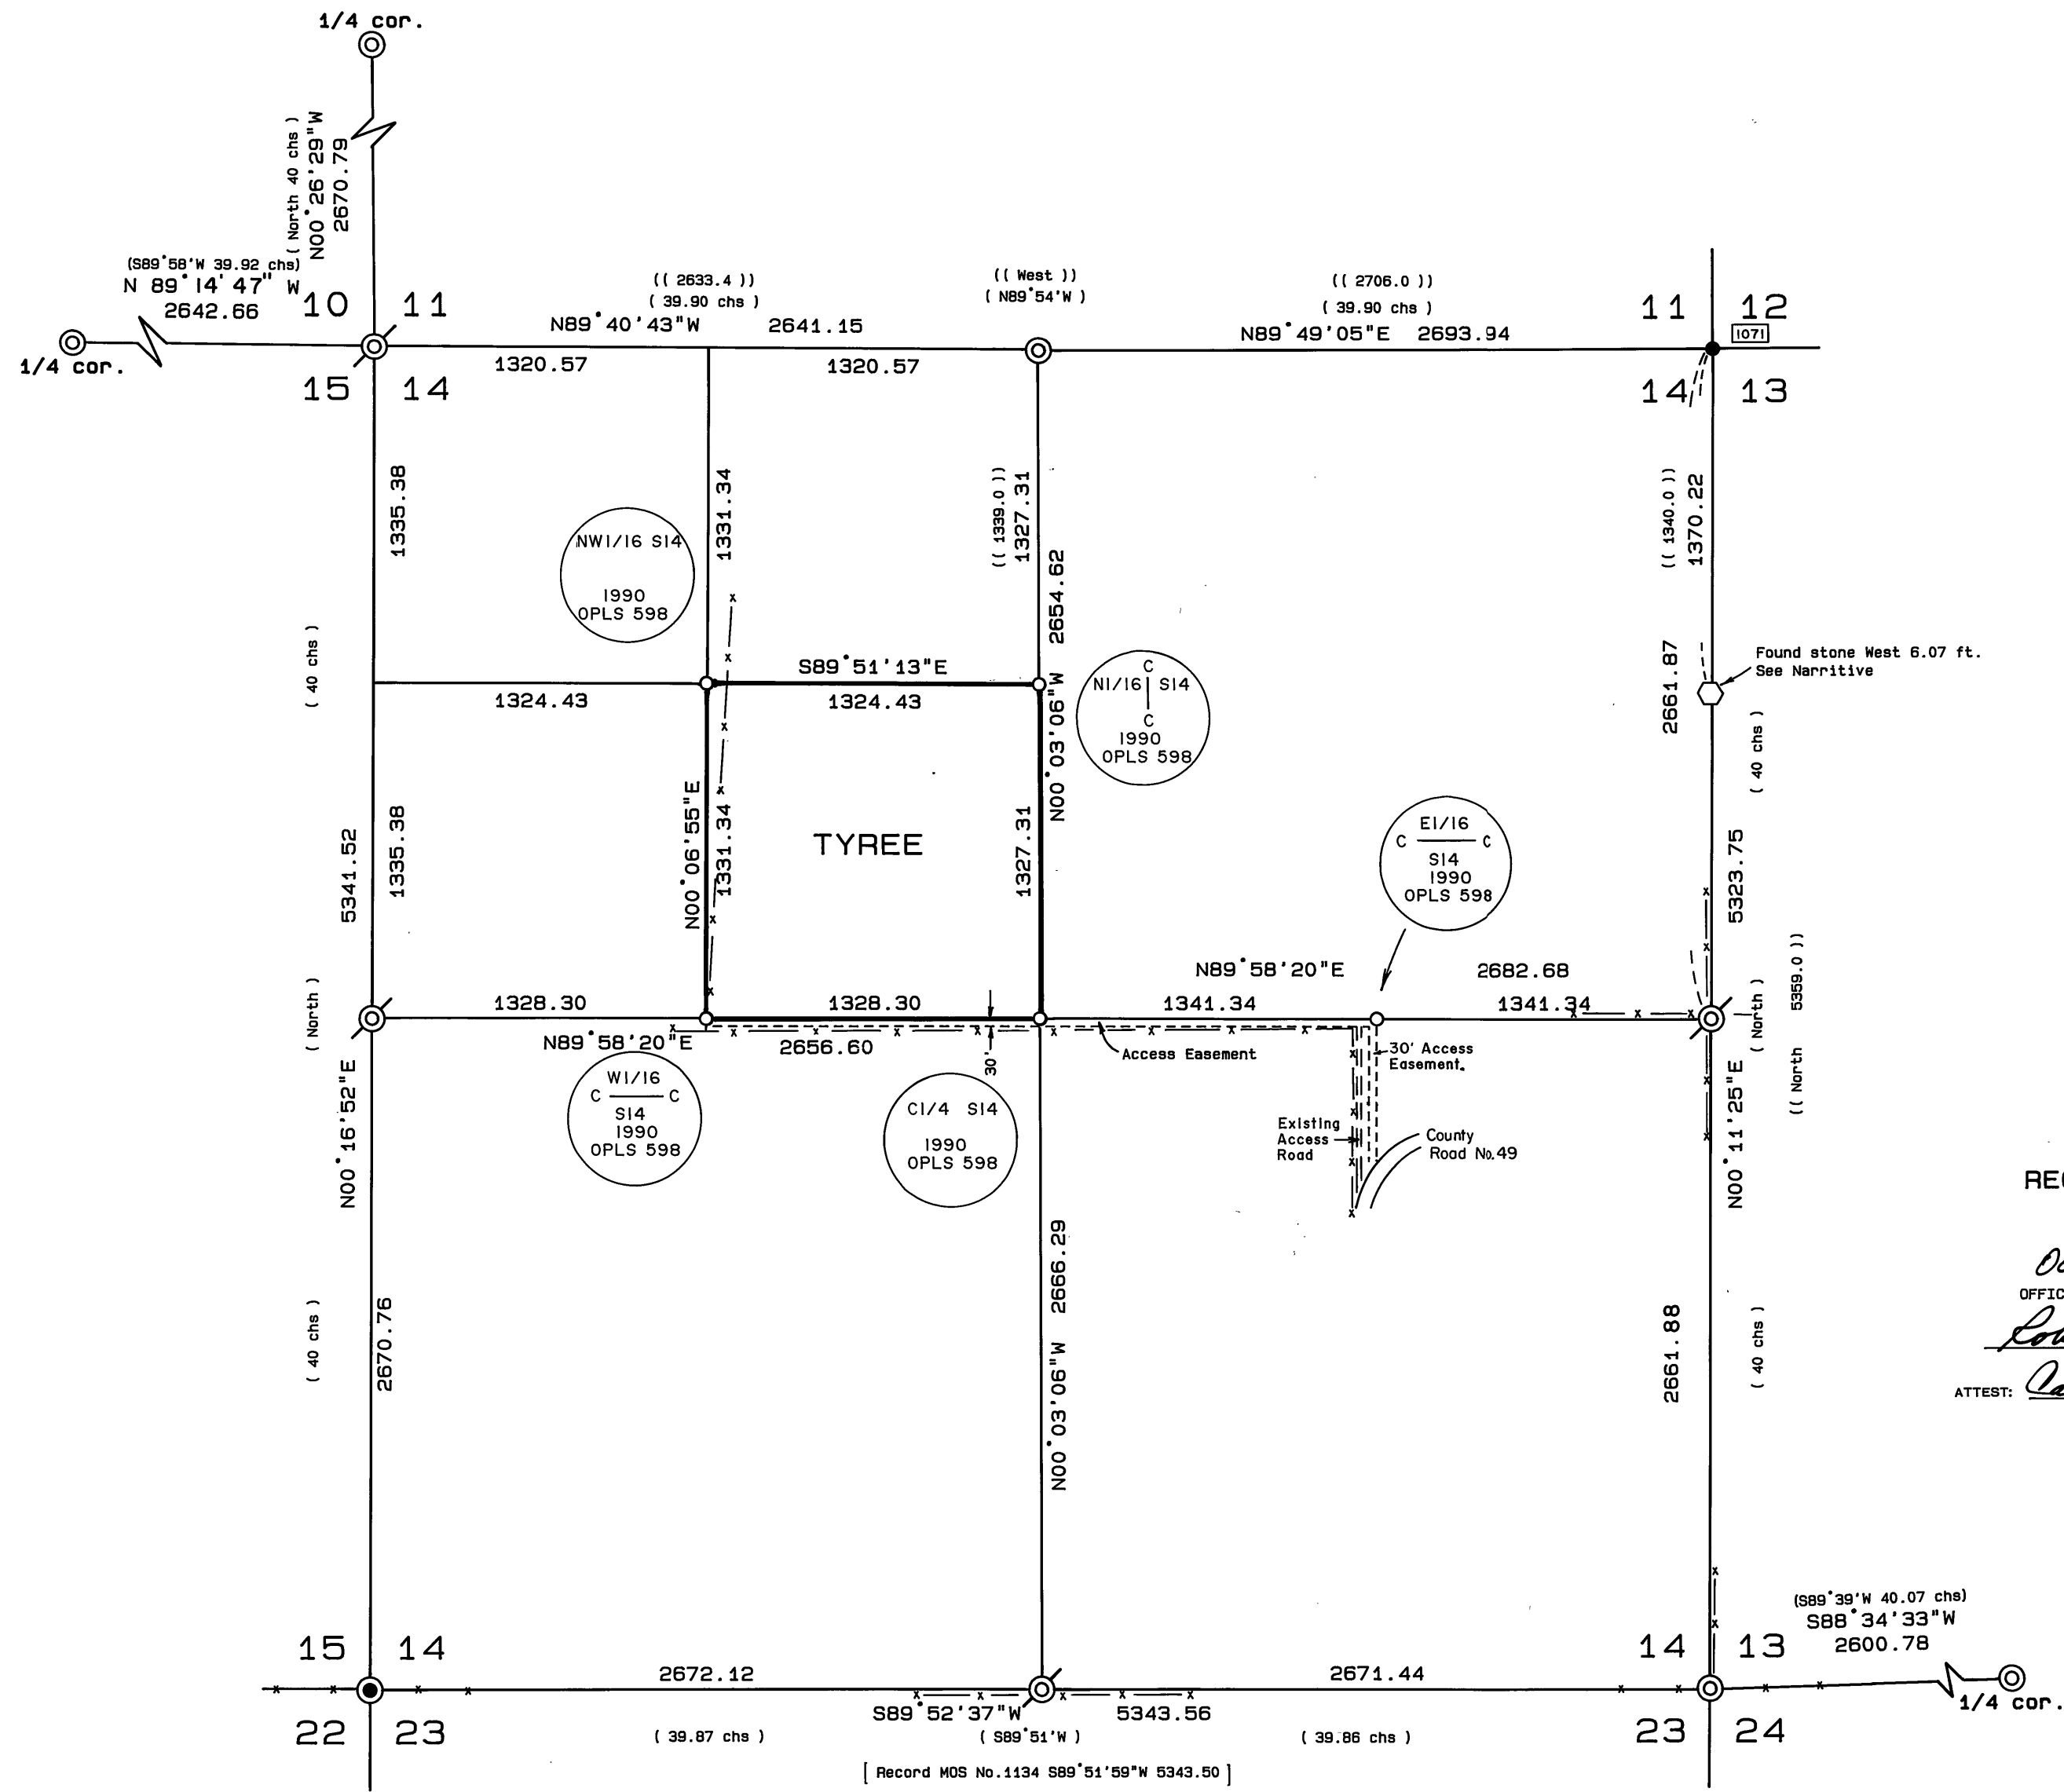 1/4 cor.
( North 40 chs )
N00°26'29"W
2670.79
(S89°58'W 39.92 chs)
N 89°14'47" W
2642.66
1/4 cor.
10 11
15 14
(( 2633.4 ))
( 39.90 chs )
N89°40'43"W 2641.15
1320.57 1320.57
(( West ))
( N89°54'W )
(( 2706.0 ))
( 39.90 chs )
N89°49'05"E 2693.94
11 12
1071
14 13
1335.38
1331.34
(( 1339.0 ))
1327.31
2654.62
(( 1340.0 ))
1370.22
NW1/16 S14
1990
OPLS 598
( 40 chs )
S89°51'13"E
1324.43 1324.43
N00°03'06"W
C
N1/16 S14
C
1990
OPLS 598
2661.87
Found stone West 6.07 ft.
See Narritive
( 40 chs )
5341.52
1335.38
N00°06'55"E
1331.34
TYREE
1327.31
E1/16
C C
S14
1990
OPLS 598
5323.75
(( North 5359.0 ))
( North )
( North )
1328.30 1328.30
N89°58'20"E 2682.68
1341.34 1341.34
N89°58'20"E 2656.60
30'
Access Easement
30' Access
Easement.
Existing
Access
Road
County
Road No.49
N00°16'52"E
W1/16
C C
S14
1990
OPLS 598
C1/4 S14
1990
OPLS 598
N00°11'25"E
( 40 chs )
2670.76
2666.29
N00°03'06"W
2661.88
( 40 chs )
OFFIC
ATTEST:
(S89°39'W 40.07 chs)
S88°34'33"W
2600.78
1/4 cor.
15 14
22 23
2672.12 2671.44
14 13
23 24
S89°52'37"W 5343.56
( 39.87 chs ) ( S89°51'W ) ( 39.86 chs )
[ Record MOS No.1134 S89°51'59"W 5343.50 ]